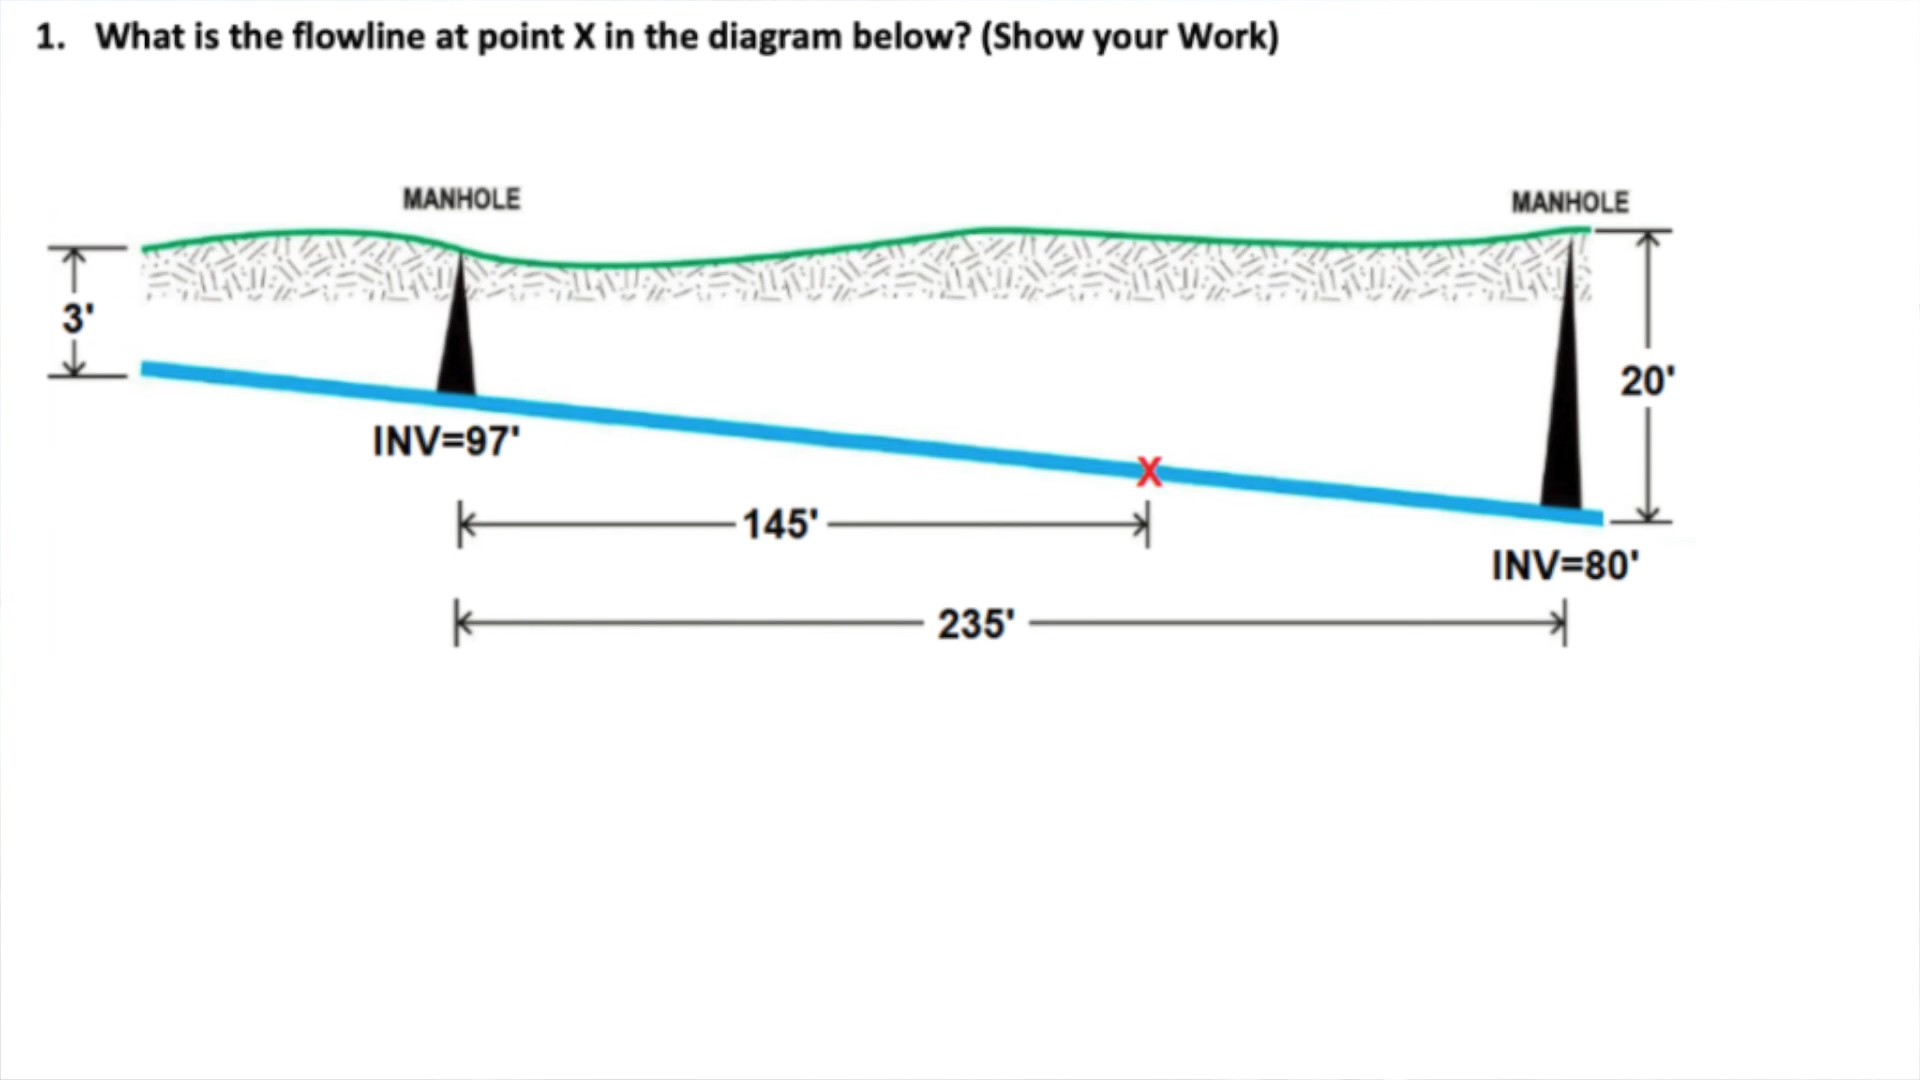 1. What is the flowline at point X in the diagram below? (Show your Work)
MANHOLE
MANHOLE
3'
20'
INV=97'
X
145'
INV=80'
235'